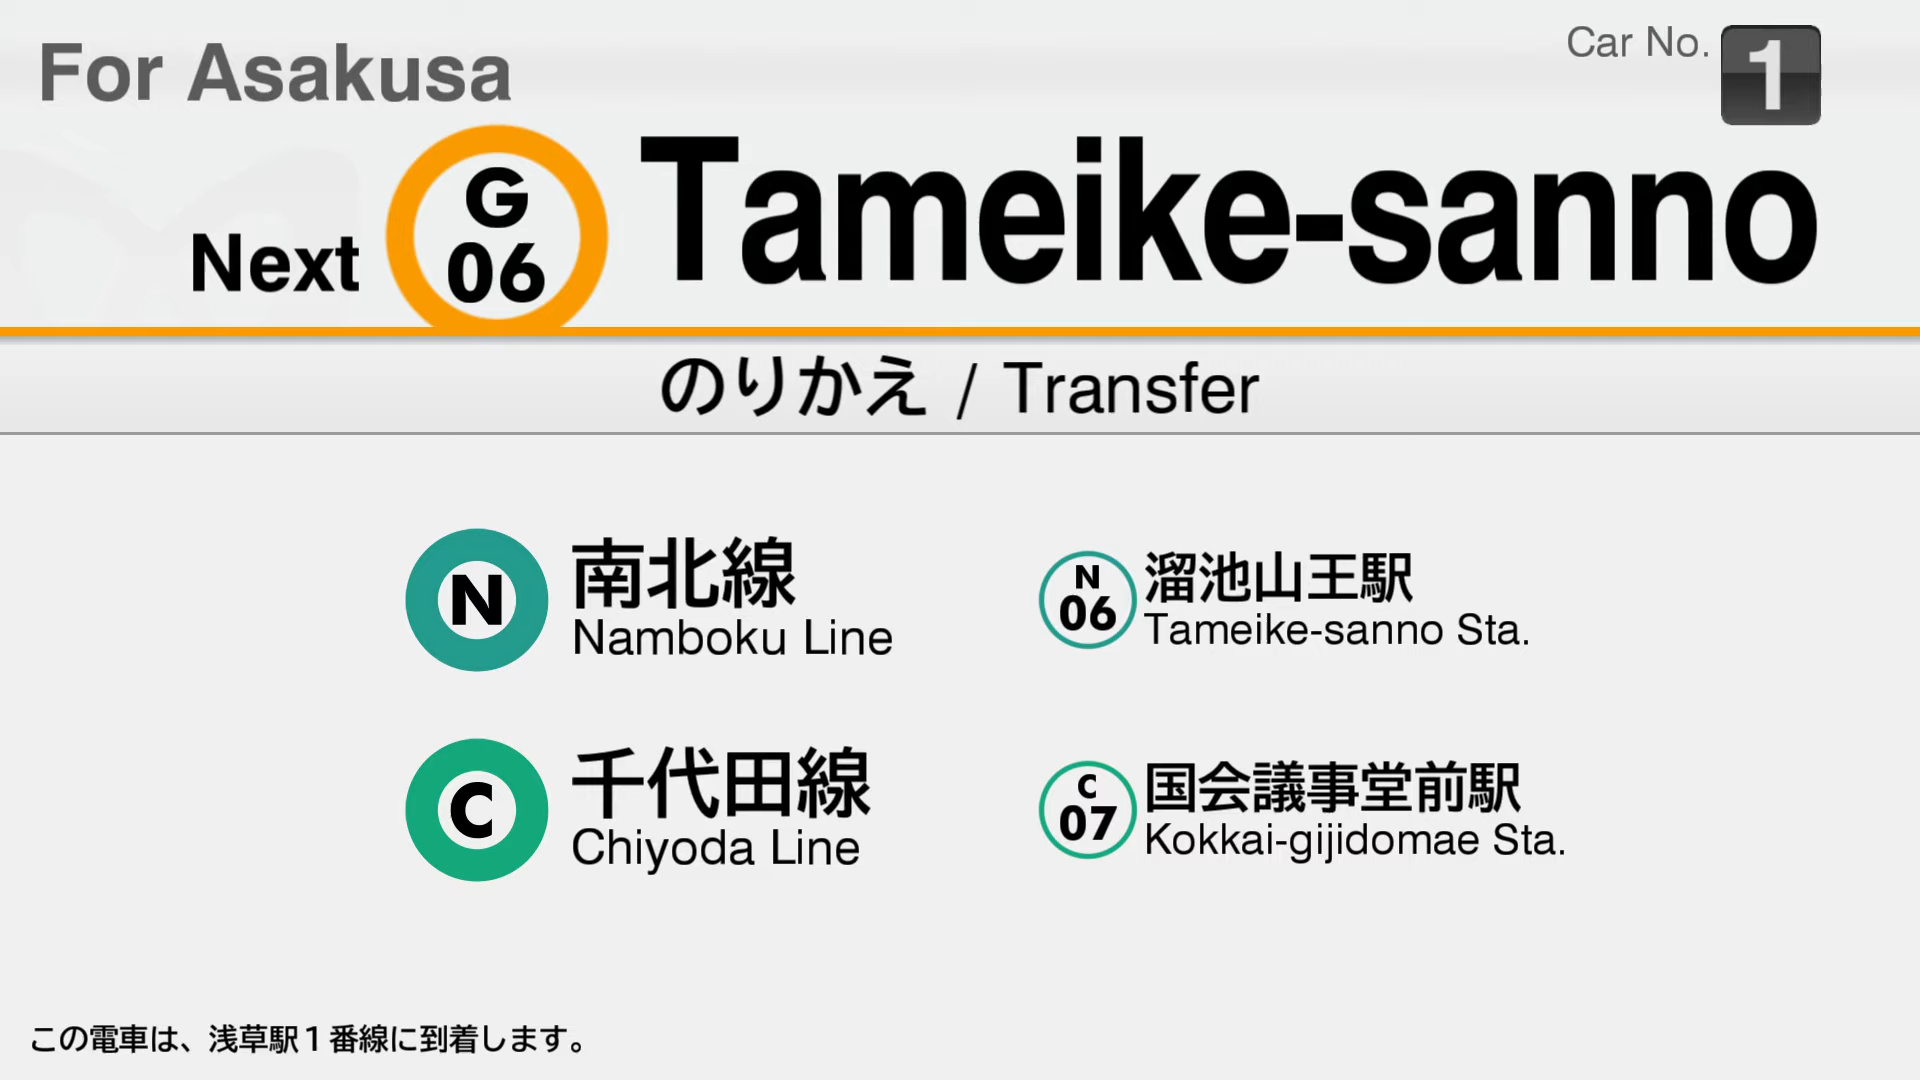 For Asakusa
Car No. 1
Next G 06 Tameike-sanno
のりかえ / Transfer
N 南北線
Namboku Line
N 06 溜池山王駅
Tameike-sanno Sta.
C 千代田線
Chiyoda Line
C 07 国会議事堂前駅
Kokkai-gijidomae Sta.
この電車は、浅草駅1番線に到着します。